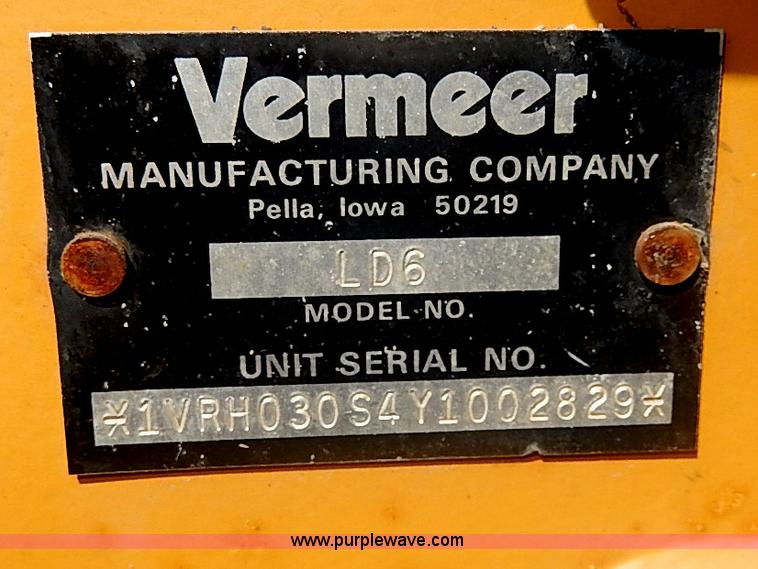 Vermeer
MANUFACTURING COMPANY
Pella, Iowa 50219
LD6
MODEL NO.
UNIT SERIAL NO.
*1VRH030S4Y1002829*
www.purplewave.com